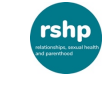 rshp
relationships, sexual health
and parenthood